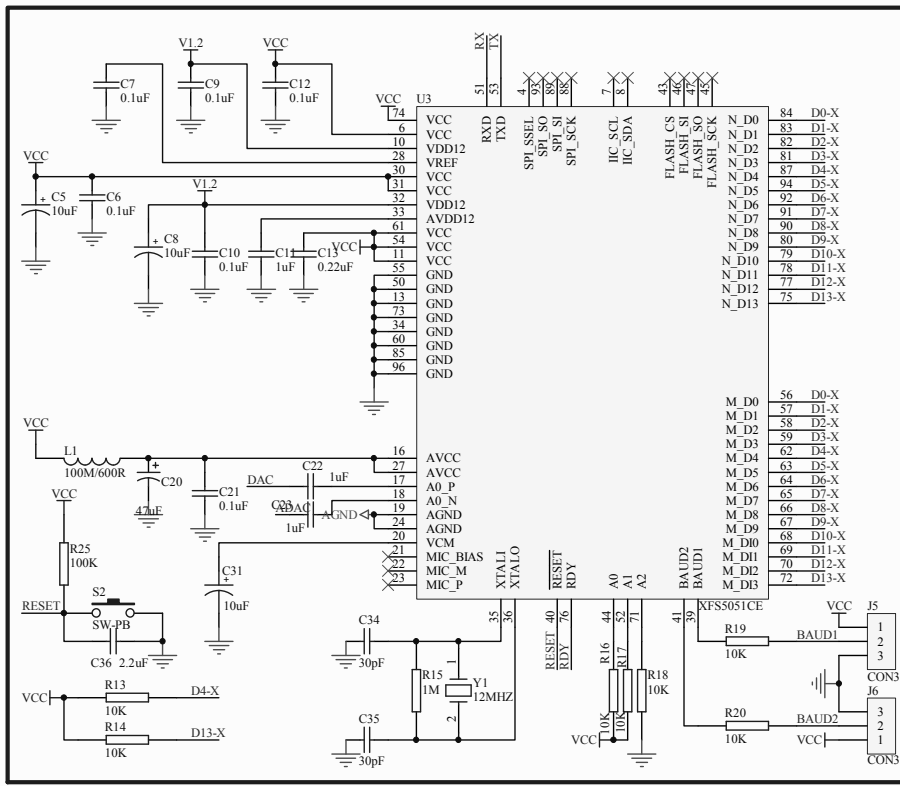 V1.2
VCC
RX
TX
C7
0.1uF
C9
0.1uF
C12
0.1uF
51
53
4
93
89
88
7
8
43
46
47
45
U3
RXD
TXD
SPI_SSEL
SPI_SO
SPI_SI
SPI_SCK
IIC_SCL
IIC_SDA
FLASH_CS
FLASH_SI
FLASH_SO
FLASH_SCK
VCC
74 VCC
6 VCC
10 VDD12
28 VREF
30 VCC
31 VCC
32 VDD12
33 AVDD12
61 VCC
54 VCC
11 VCC
55 GND
50 GND
13 GND
73 GND
34 GND
60 GND
85 GND
96 GND
VCC
C5
10uF
C6
0.1uF
V1.2
C8
10uF
C10
0.1uF
C11
1uF
C13
0.22uF
VCC
N_D0 84 D0-X
N_D1 83 D1-X
N_D2 82 D2-X
N_D3 81 D3-X
N_D4 87 D4-X
N_D5 94 D5-X
N_D6 92 D6-X
N_D7 91 D7-X
N_D8 90 D8-X
N_D9 80 D9-X
N_D10 79 D10-X
N_D11 78 D11-X
N_D12 77 D12-X
N_D13 75 D13-X
M_D0 56 D0-X
M_D1 57 D1-X
M_D2 58 D2-X
M_D3 59 D3-X
M_D4 62 D4-X
M_D5 63 D5-X
M_D6 64 D6-X
M_D7 65 D7-X
M_D8 66 D8-X
M_D9 67 D9-X
M_DI0 68 D10-X
M_DI1 69 D11-X
M_DI2 70 D12-X
M_DI3 72 D13-X
VCC
L1
100M/600R
C20
47uF
C21
0.1uF
DAC
C22
1uF
C23
ADAC
1uF
AGND
16 AVCC
27 AVCC
17 A0_P
18 A0_N
19 AGND
24 AGND
20 VCM
21 MIC_BIAS
22 MIC_M
23 MIC_P
VCC
R25
100K
C31
10uF
RESET
S2
SW-PB
C36
2.2uF
VCC
R13
10K
D4-X
R14
10K
D13-X
XTALI
XTALO
RESET
RDY
A0
A1
A2
BAUD2
BAUD1
XFS5051CE
35
36
40
76
44
52
71
41
39
RESET
RDY
C34
30pF
R15
1M
1
Y1
12MHZ
2
C35
30pF
R16
10K
R17
10K
R18
10K
VCC
R19
10K
BAUD1
VCC
J5
1
2
3
CON3
R20
10K
BAUD2
VCC
J6
3
2
1
CON3